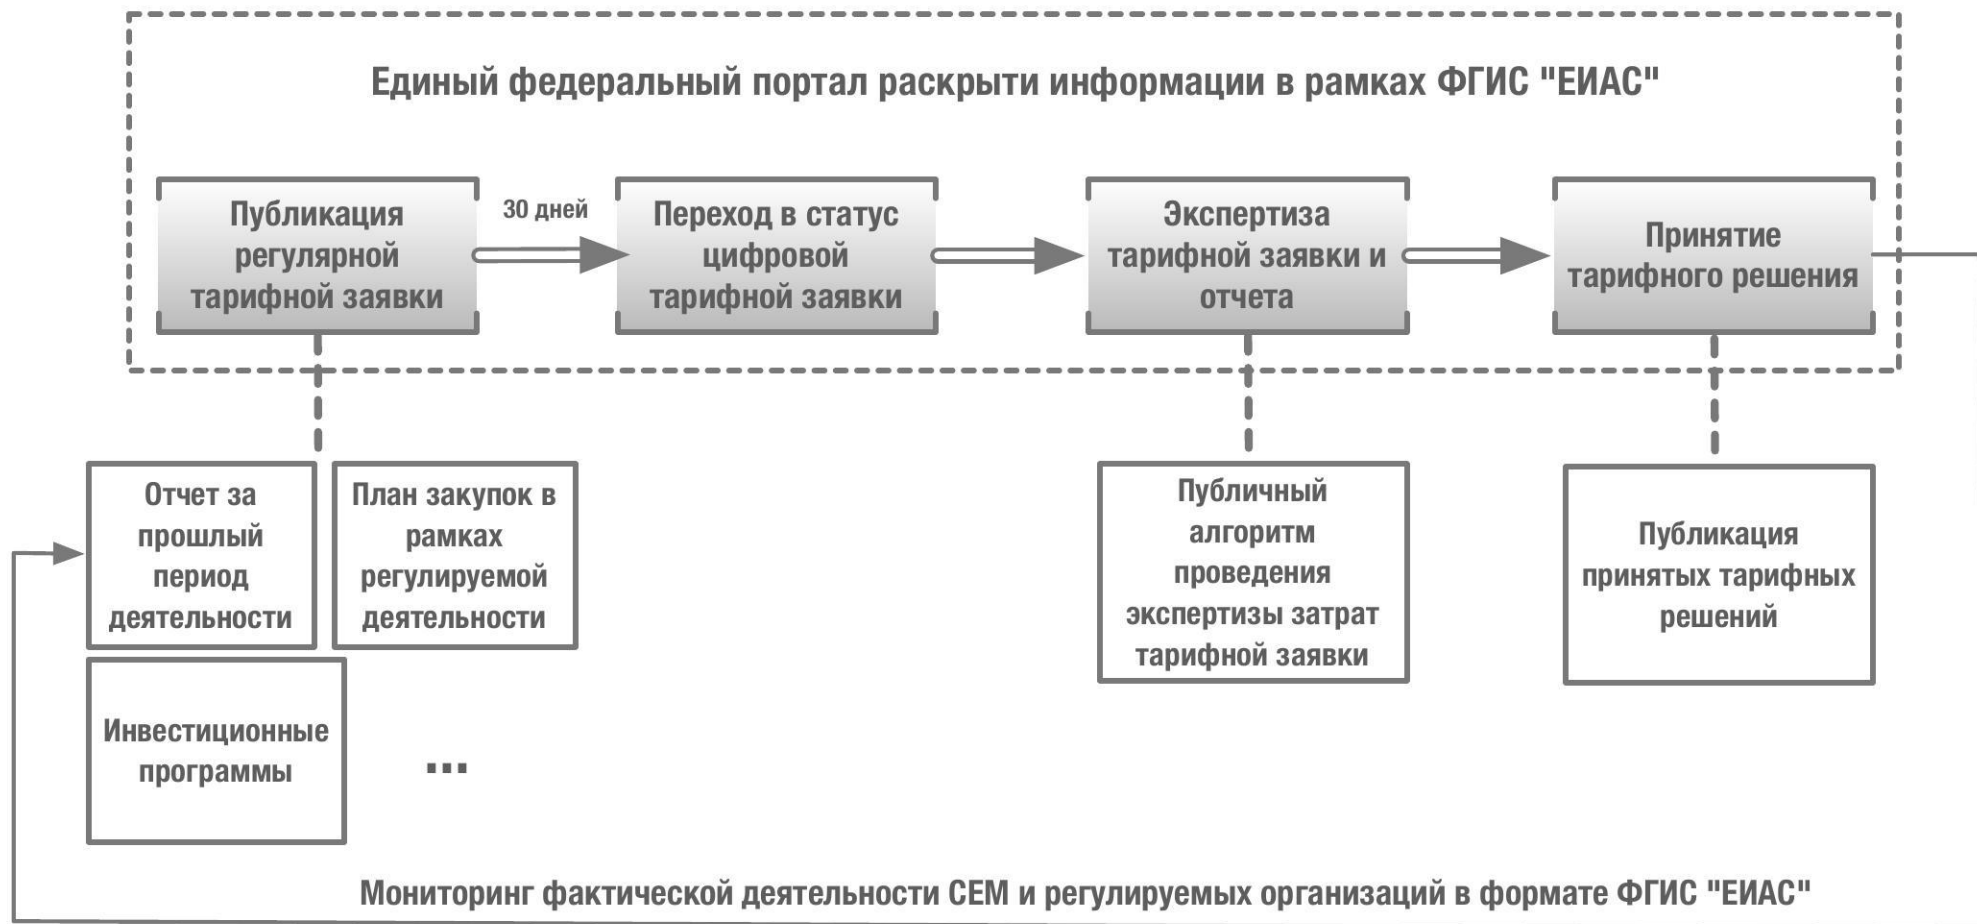 Единый федеральный портал раскрыти информации в рамках ФГИС "ЕИАС"
Публикация
регулярной
тарифной заявки
30 дней
Переход в статус
цифровой
тарифной заявки
Экспертиза
тарифной заявки и
отчета
Принятие
тарифного решения
Отчет за
прошлый
период
деятельности
План закупок в
рамках
регулируемой
деятельности
Публичный
алгоритм
проведения
экспертизы затрат
тарифной заявки
Публикация
принятых тарифных
решений
Инвестиционные
программы
...
Мониторинг фактической деятельности СЕМ и регулируемых организаций в формате ФГИС "ЕИАС"